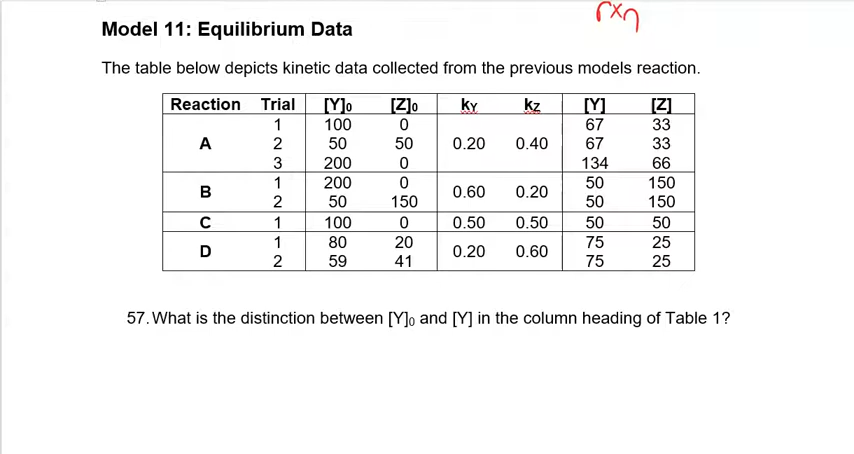 rxn
Model 11: Equilibrium Data
The table below depicts kinetic data collected from the previous models reaction.
Reaction Trial [Y]₀ [Z]₀ kY kZ [Y] [Z]
A 1 100 0 0.20 0.40 67 33
2 50 50 67 33
3 200 0 134 66
B 1 200 0 0.60 0.20 50 150
2 50 150 50 150
C 1 100 0 0.50 0.50 50 50
D 1 80 20 0.20 0.60 75 25
2 59 41 75 25
57. What is the distinction between [Y]₀ and [Y] in the column heading of Table 1?